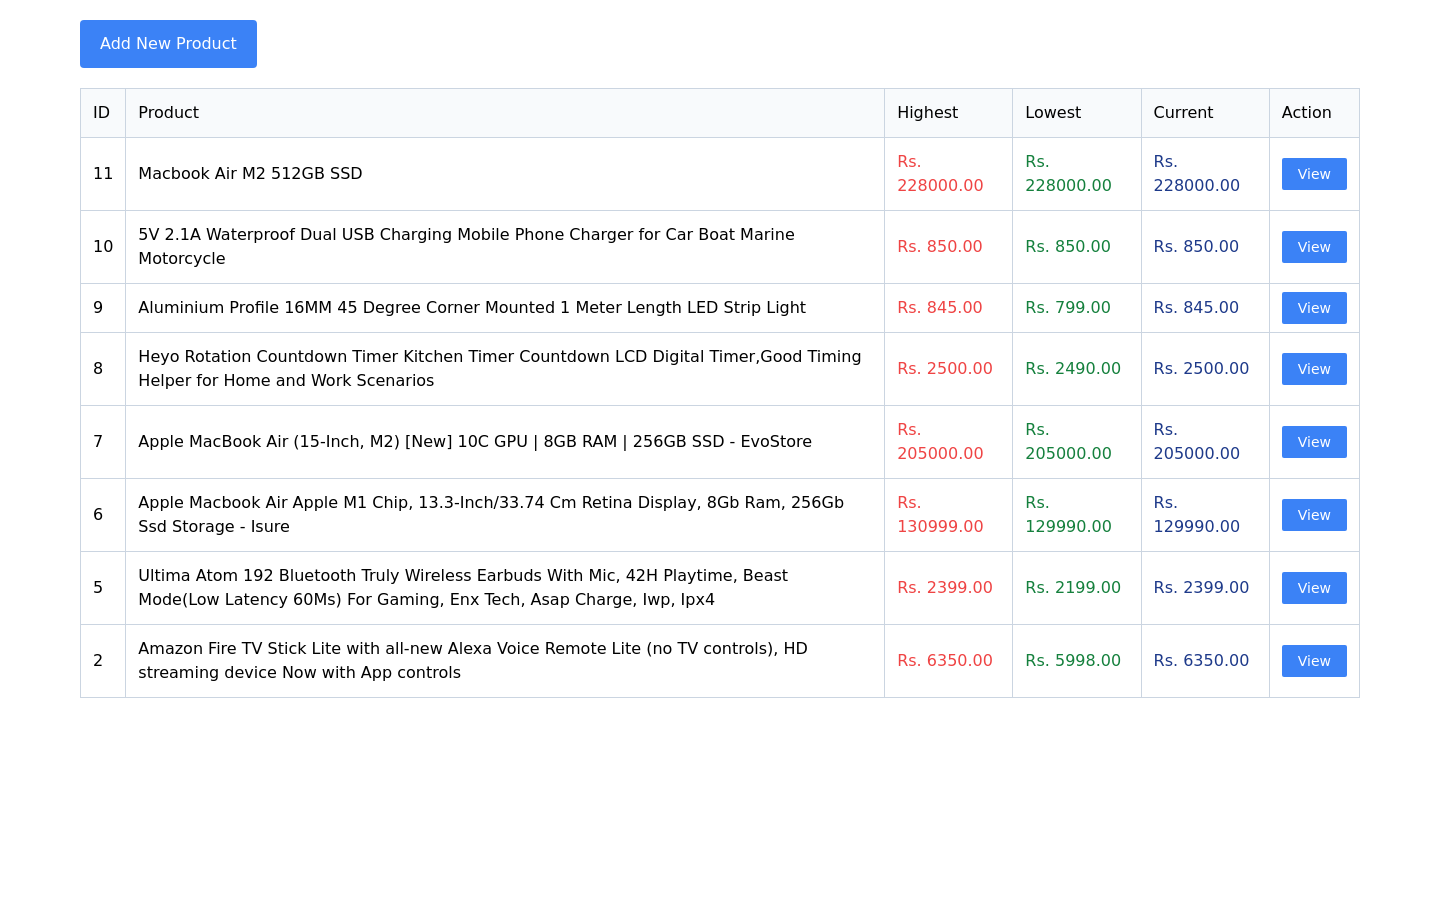 Add New Product
ID Product Highest Lowest Current Action
11 Macbook Air M2 512GB SSD Rs. 228000.00 Rs. 228000.00 Rs. 228000.00 View
10 5V 2.1A Waterproof Dual USB Charging Mobile Phone Charger for Car Boat Marine
Motorcycle Rs. 850.00 Rs. 850.00 Rs. 850.00 View
9 Aluminium Profile 16MM 45 Degree Corner Mounted 1 Meter Length LED Strip Light Rs. 845.00 Rs. 799.00 Rs. 845.00 View
8 Heyo Rotation Countdown Timer Kitchen Timer Countdown LCD Digital Timer,Good Timing
Helper for Home and Work Scenarios Rs. 2500.00 Rs. 2490.00 Rs. 2500.00 View
7 Apple MacBook Air (15-Inch, M2) [New] 10C GPU | 8GB RAM | 256GB SSD - EvoStore Rs. 205000.00 Rs. 205000.00 Rs. 205000.00 View
6 Apple Macbook Air Apple M1 Chip, 13.3-Inch/33.74 Cm Retina Display, 8Gb Ram, 256Gb
Ssd Storage - Isure Rs. 130999.00 Rs. 129990.00 Rs. 129990.00 View
5 Ultima Atom 192 Bluetooth Truly Wireless Earbuds With Mic, 42H Playtime, Beast
Mode(Low Latency 60Ms) For Gaming, Enx Tech, Asap Charge, Iwp, Ipx4 Rs. 2399.00 Rs. 2199.00 Rs. 2399.00 View
2 Amazon Fire TV Stick Lite with all-new Alexa Voice Remote Lite (no TV controls), HD
streaming device Now with App controls Rs. 6350.00 Rs. 5998.00 Rs. 6350.00 View